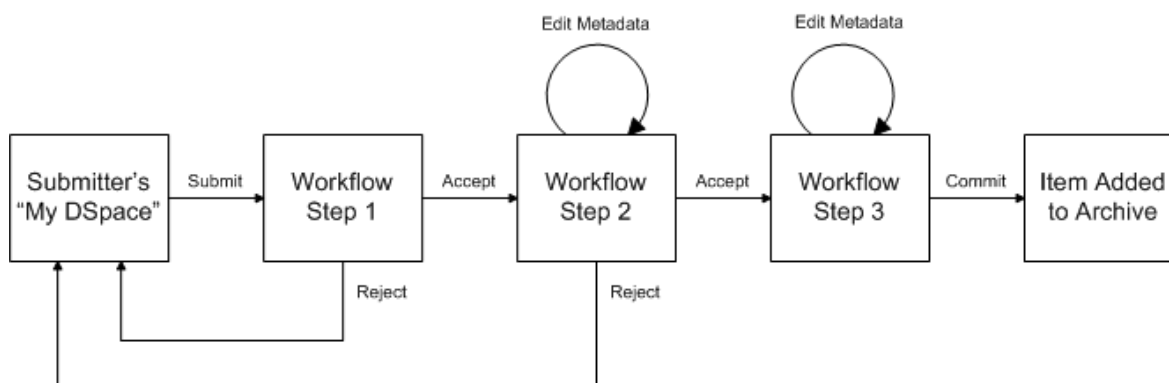 Edit Metadata
Edit Metadata
Submitter's
“My DSpace”
Submit
Workflow
Step 1
Accept
Workflow
Step 2
Accept
Workflow
Step 3
Commit
Item Added
to Archive
Reject
Reject